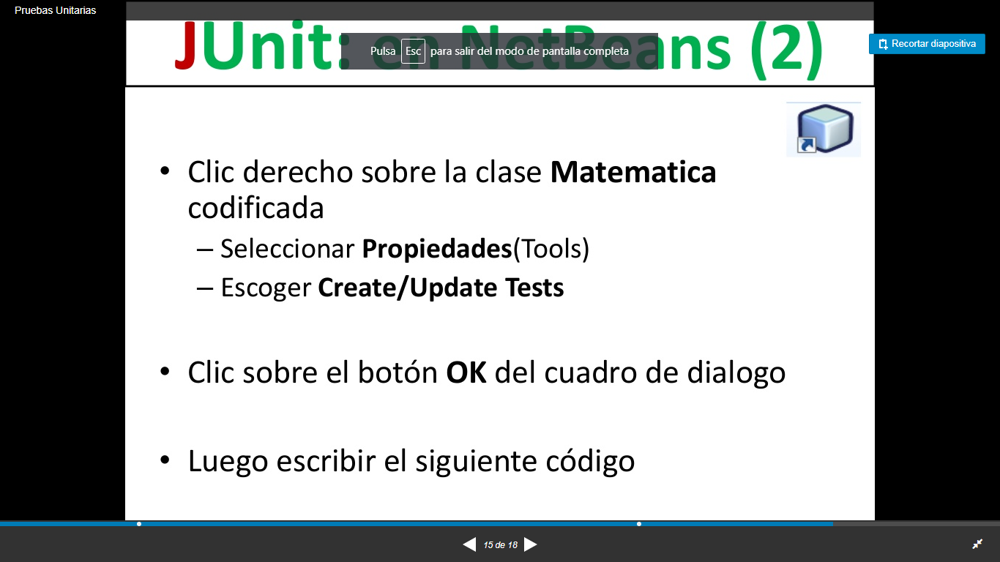 Pruebas Unitarias
JUnit: en NetBeans (2)
Pulsa Esc para salir del modo de pantalla completa
Recortar diapositiva
• Clic derecho sobre la clase Matematica
codificada
– Seleccionar Propiedades(Tools)
– Escoger Create/Update Tests
• Clic sobre el botón OK del cuadro de dialogo
• Luego escribir el siguiente código
15 de 18